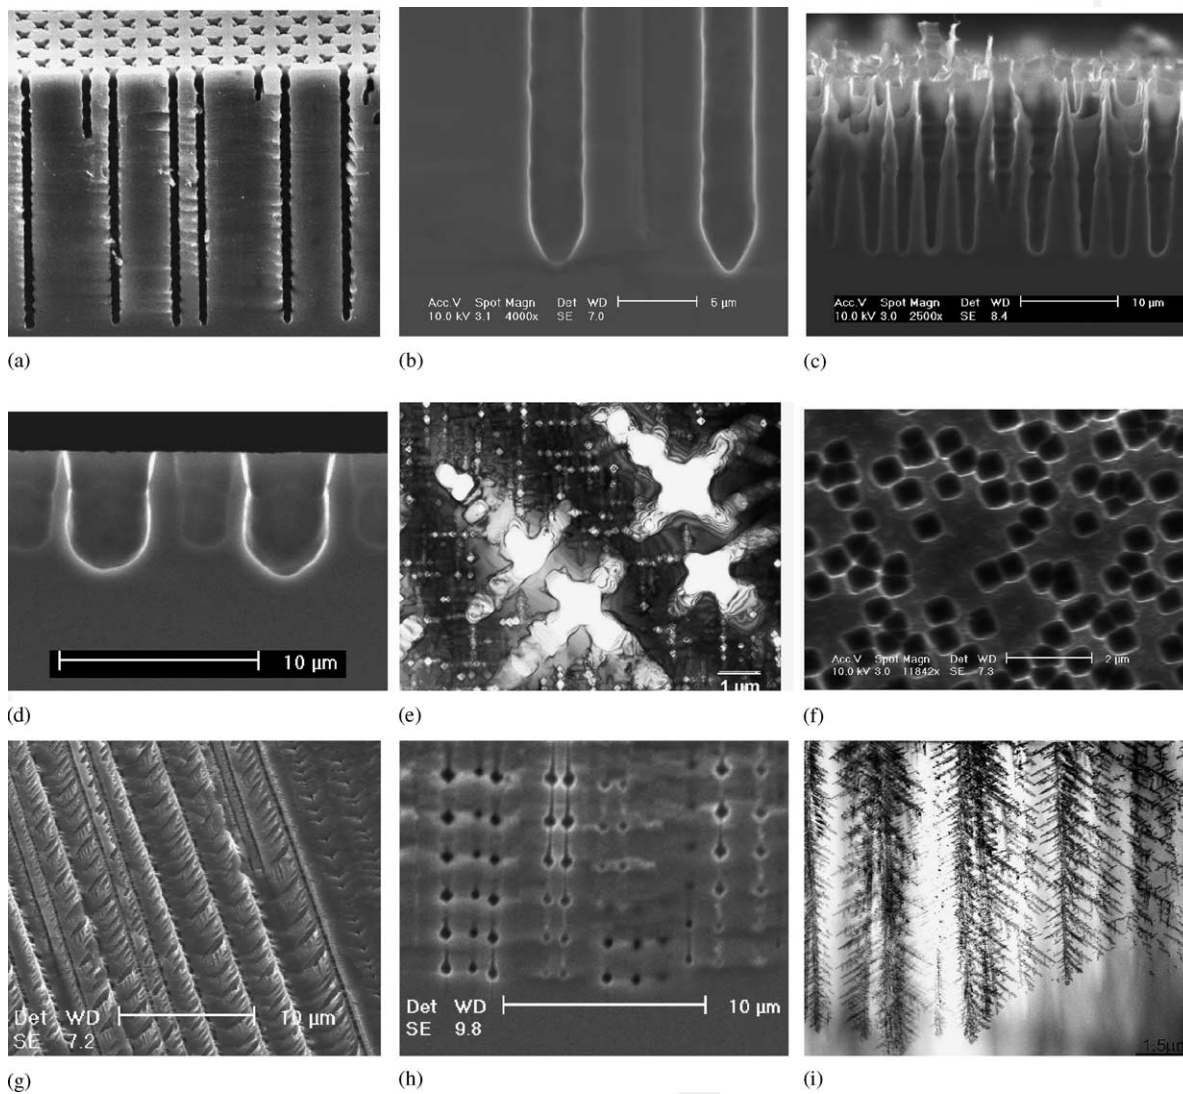 Acc.V Spot Magn Det WD 5 µm
10.0 kV 3.1 4000x SE 7.0
Acc.V Spot Magn Det WD 10 µm
10.0 kV 3.0 2500x SE 8.4
(a)
(b)
(c)
10 µm
1 µm
Acc.V Spot Magn Det WD 2 µm
10.0 kV 3.0 11842x SE 7.3
(d)
(e)
(f)
Det WD 10 µm
SE 7.2
Det WD 10 µm
SE 9.8
1.5µm
(g)
(h)
(i)